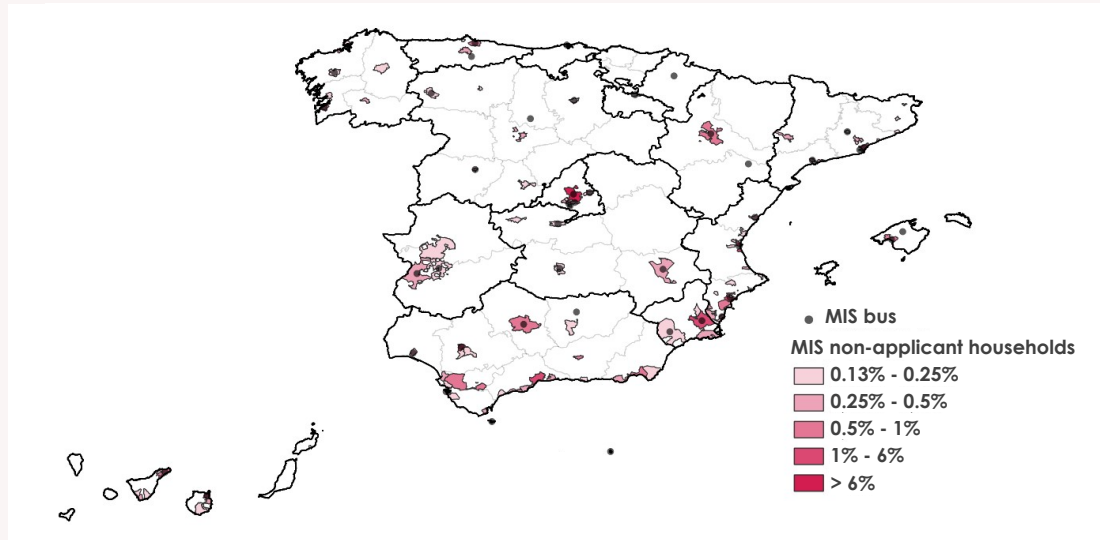 MIS bus
MIS non-applicant households
0.13% - 0.25%
0.25% - 0.5%
0.5% - 1%
1% - 6%
> 6%